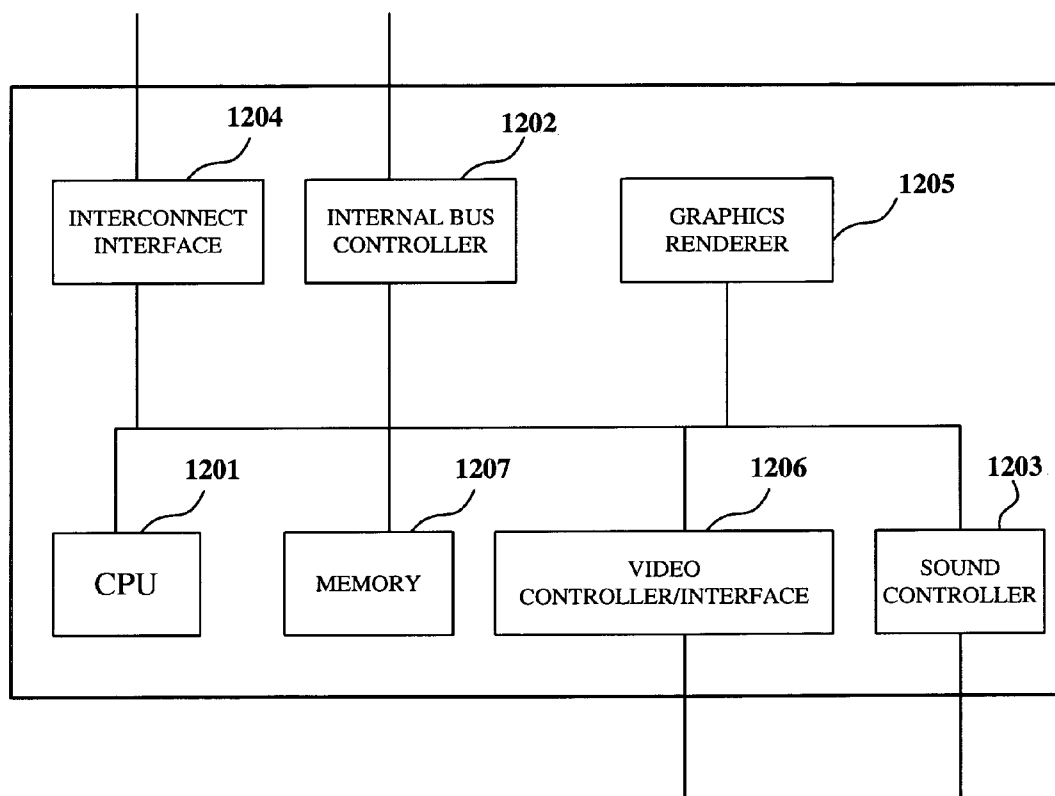 1204
1202
1205
INTERCONNECT
INTERFACE
INTERNAL BUS
CONTROLLER
GRAPHICS
RENDERER
1201
1207
1206
1203
CPU
MEMORY
VIDEO
CONTROLLER/INTERFACE
SOUND
CONTROLLER